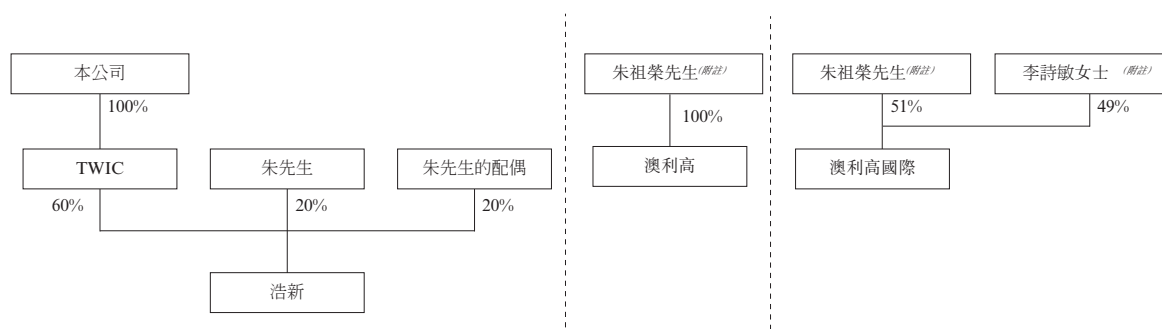 本公司
100%
TWIC
朱先生
朱先生的配偶
60%
20%
20%
浩新
朱祖榮先生(附註)
100%
澳利高
朱祖榮先生(附註)
李詩敏女士 (附註)
51%
49%
澳利高國際